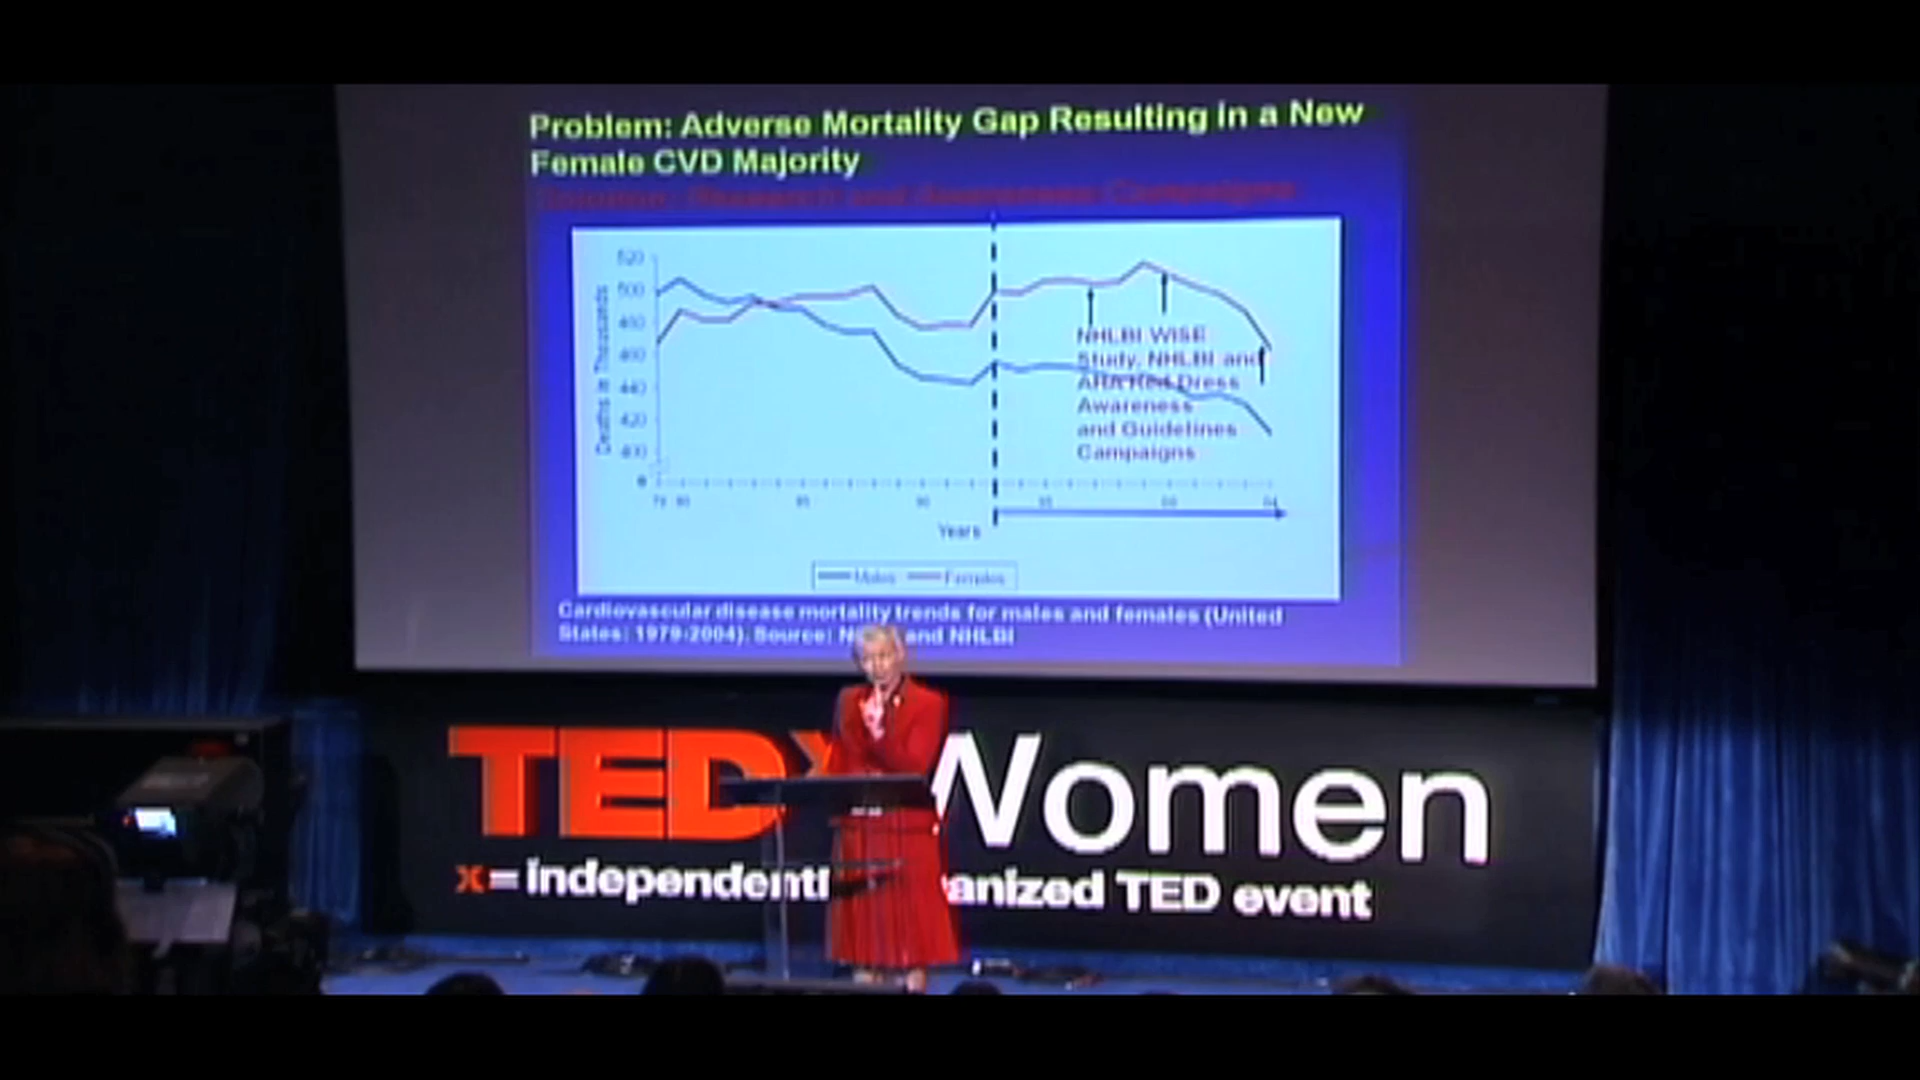 Problem: Adverse Mortality Gap Resulting in a New
Female CVD Majority
Solution: Research and Awareness Campaigns
520
500
480
460
440
420
400
0
Deaths in Thousands
NHLBI WISE
Study, NHLBI and
AHA Red Dress
Awareness
and Guidelines
Campaigns
79 80 85 90 95 00 04
Years
Males Females
Cardiovascular disease mortality trends for males and females (United
States: 1979-2004). Source: and NHLBI
TEDx Women
x = independentl anized TED event